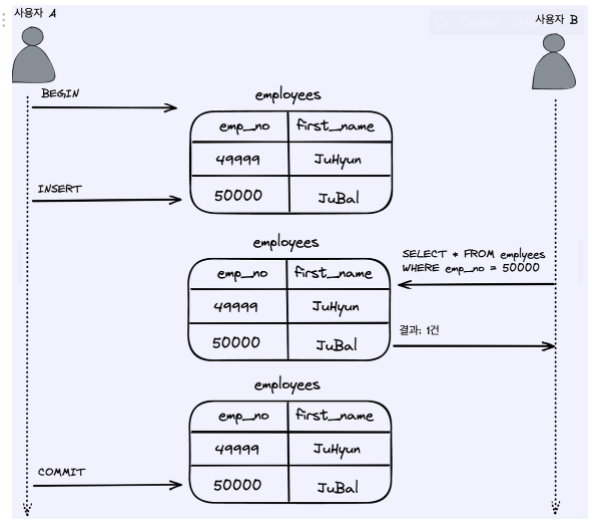 사용자 A
사용자 B
BEGIN
employees
emp_no first_name
49999 JuHyun
INSERT
50000 JuBal
employees
SELECT * FROM emplyees
WHERE emp_no = 50000
emp_no first_name
49999 JuHyun
결과: 1건
50000 JuBal
employees
emp_no first_name
49999 JuHyun
COMMIT
50000 JuBal